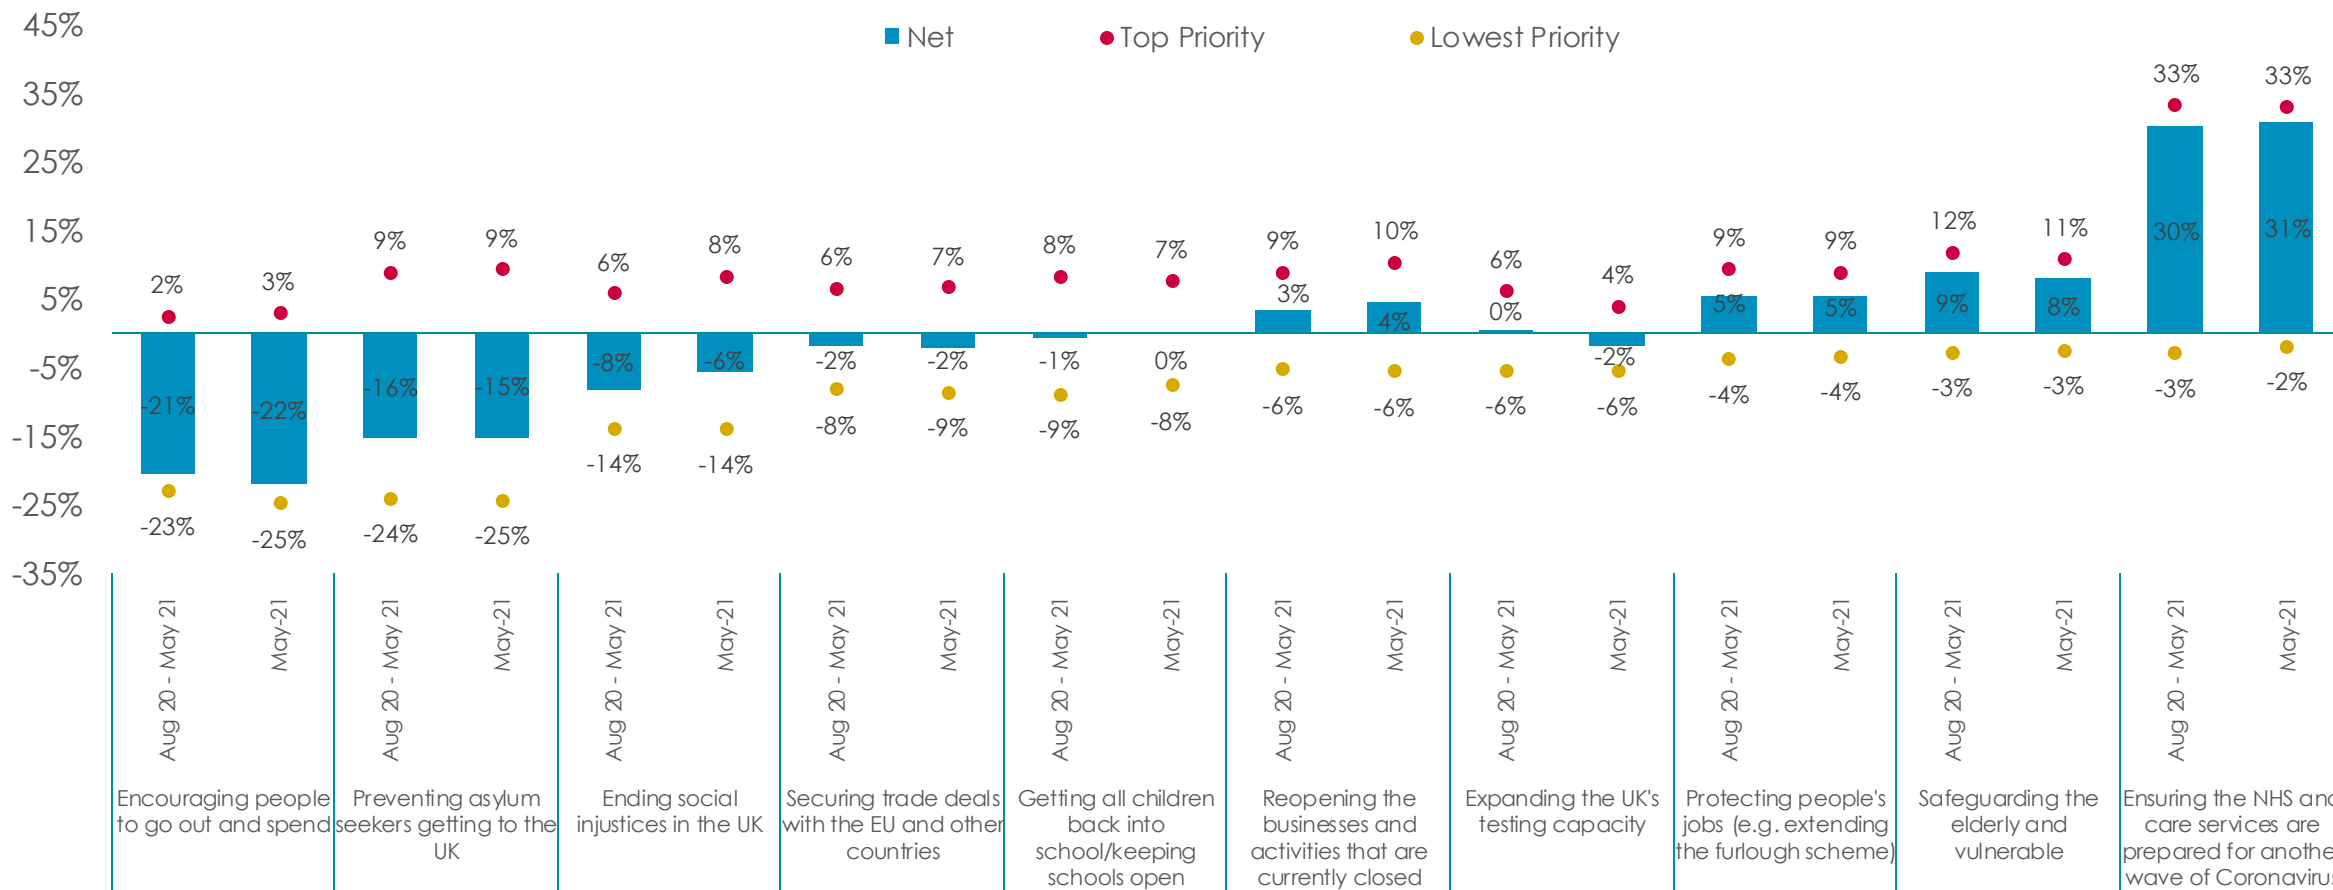 45%
35%
25%
15%
5%
-5%
-15%
-25%
-35%
Net
Top Priority
Lowest Priority
2%
3%
9%
9%
6%
8%
6%
7%
8%
7%
9%
10%
6%
4%
9%
9%
12%
11%
33%
33%
-21%
-22%
-16%
-15%
-8%
-6%
-2%
-2%
-1%
0%
3%
4%
0%
-2%
5%
5%
9%
8%
30%
31%
-23%
-25%
-24%
-25%
-14%
-14%
-8%
-9%
-9%
-8%
-6%
-6%
-6%
-6%
-4%
-4%
-3%
-3%
-3%
-2%
Aug 20 - May 21
May-21
Aug 20 - May 21
May-21
Aug 20 - May 21
May-21
Aug 20 - May 21
May-21
Aug 20 - May 21
May-21
Aug 20 - May 21
May-21
Aug 20 - May 21
May-21
Aug 20 - May 21
May-21
Aug 20 - May 21
May-21
Aug 20 - May 21
May-21
Encouraging people
to go out and spend
Preventing asylum
seekers getting to the
UK
Ending social
injustices in the UK
Securing trade deals
with the EU and other
countries
Getting all children
back into
school/keeping
schools open
Reopening the
businesses and
activities that are
currently closed
Expanding the UK's
testing capacity
Protecting people's
jobs (e.g. extending
the furlough scheme)
Safeguarding the
elderly and
vulnerable
Ensuring the NHS and
care services are
prepared for another
wave of Coronavirus